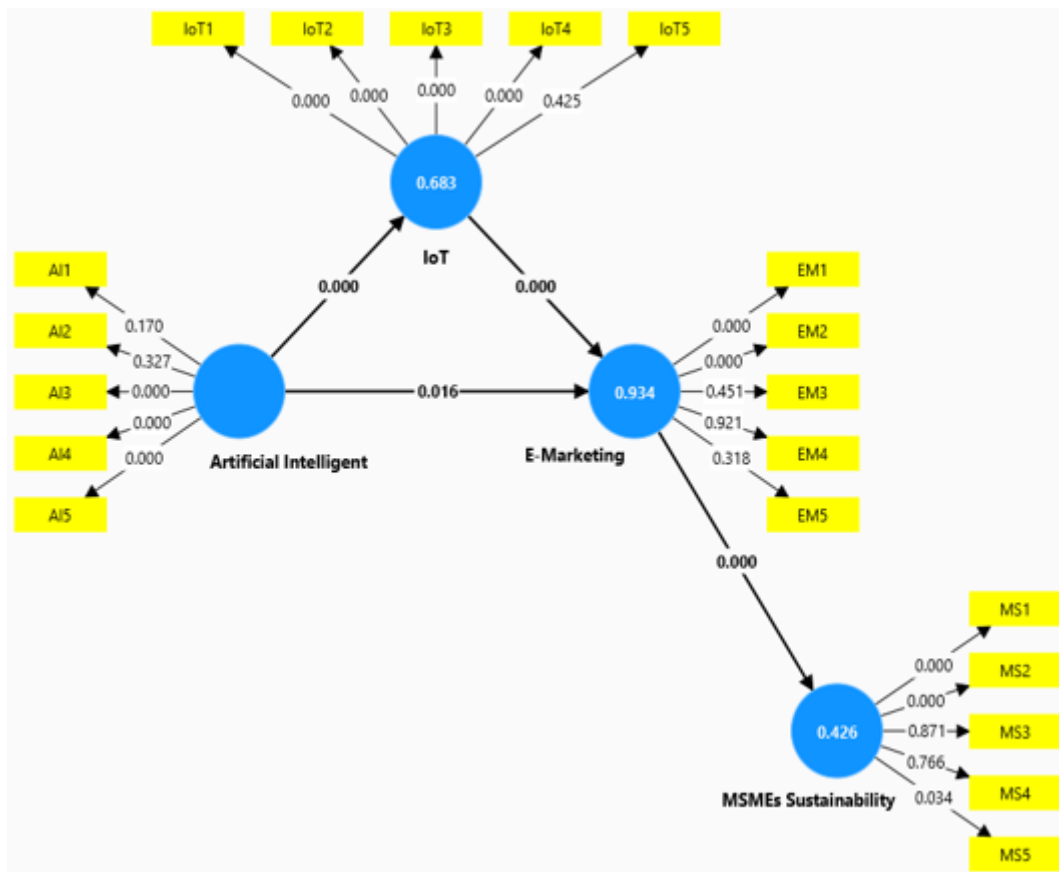 IoT1
IoT2
IoT3
IoT4
IoT5
0.000
0.000
0.000
0.000
0.425
0.683
IoT
0.000
0.000
AI1
AI2
AI3
AI4
AI5
0.170
0.327
0.000
0.000
0.000
Artificial Intelligent
0.016
0.934
E-Marketing
0.000
0.000
0.451
0.921
0.318
EM1
EM2
EM3
EM4
EM5
0.000
0.426
MSMEs Sustainability
0.000
0.000
0.871
0.766
0.034
MS1
MS2
MS3
MS4
MS5